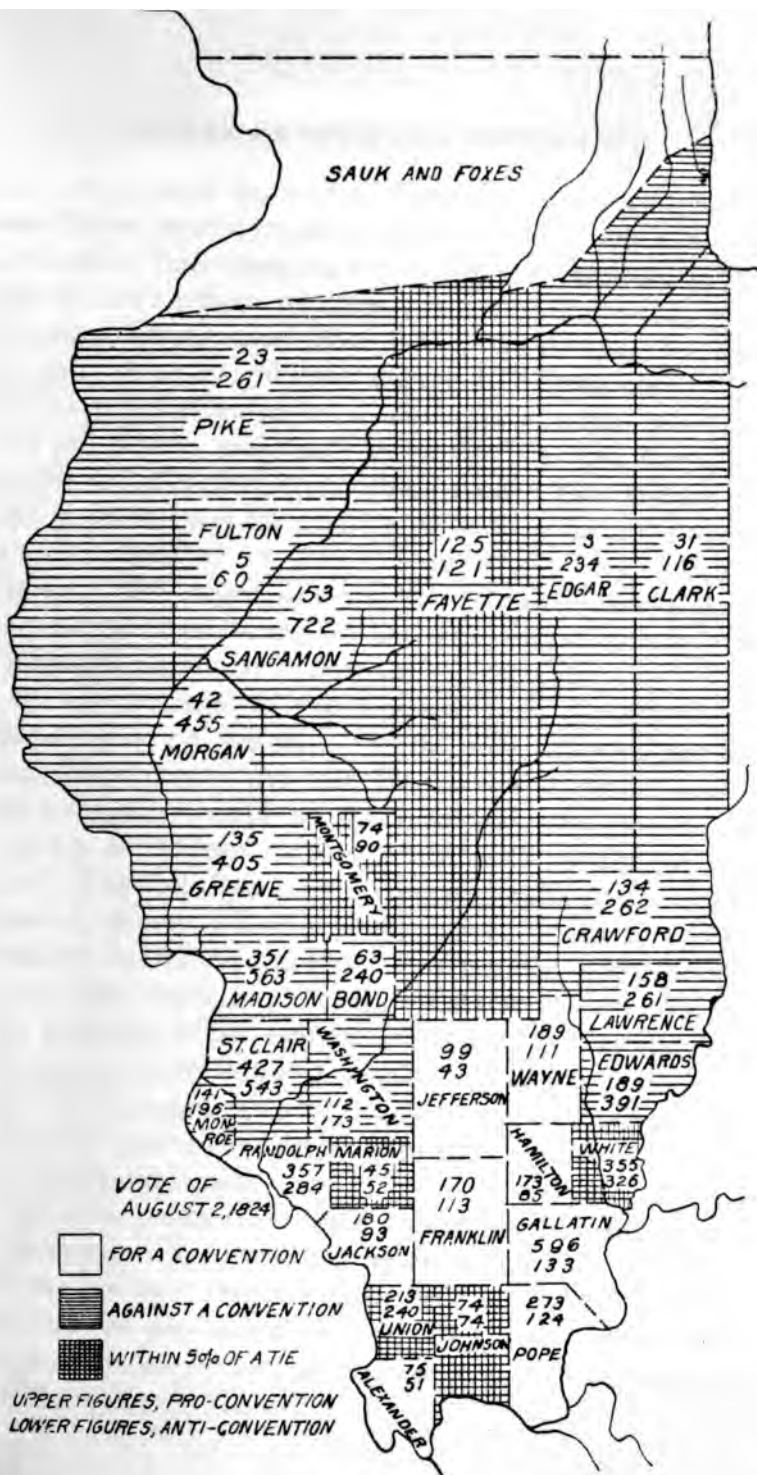 SAUK AND FOXES
23
261
PIKE
FULTON
5
60
153
722
SANGAMON
125
121
FAYETTE
3
234
EDGAR
31
116
CLARK
42
455
MORGAN
135
405
GREENE
MONTGOMERY
74
90
134
262
CRAWFORD
351
563
MADISON
63
240
BOND
158
261
LAWRENCE
ST. CLAIR
427
543
WASHINGTON
112
173
99
43
JEFFERSON
189
111
WAYNE
EDWARDS
189
391
141
196
MON
ROE
RANDOLPH
357
284
MARION
45
52
HAMILTON
173
85
WHITE
355
326
170
113
FRANKLIN
180
93
JACKSON
GALLATIN
596
133
213
240
UNION
74
74
JOHNSON
273
124
POPE
75
51
ALEXANDER
VOTE OF
AUGUST 2, 1824
FOR A CONVENTION
AGAINST A CONVENTION
WITHIN 5% OF A TIE
UPPER FIGURES, PRO-CONVENTION
LOWER FIGURES, ANTI-CONVENTION